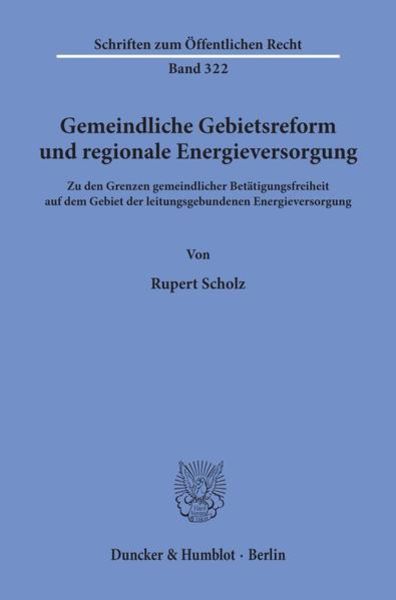 Schriften zum Öffentlichen Recht
Band 322
Gemeindliche Gebietsreform
und regionale Energieversorgung
Zu den Grenzen gemeindlicher Betätigungsfreiheit
auf dem Gebiet der leitungsgebundenen Energieversorgung
Von
Rupert Scholz
Duncker & Humblot · Berlin